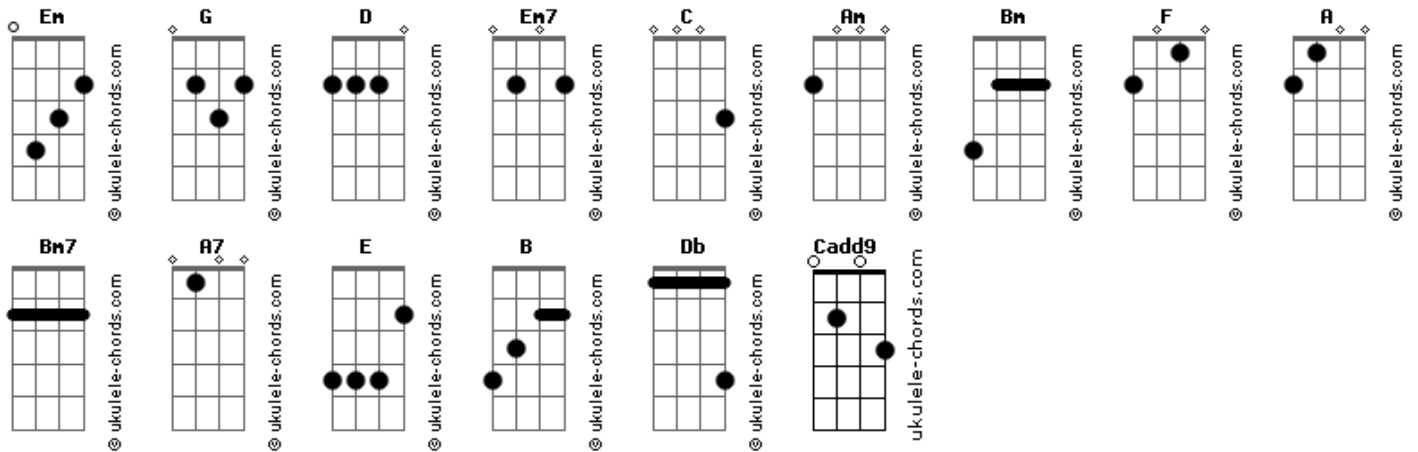 Em G D Em7 C Am Bm F A
© ukulele-chords.com © ukulele-chords.com © ukulele-chords.com © ukulele-chords.com © ukulele-chords.com © ukulele-chords.com © ukulele-chords.com © ukulele-chords.com © ukulele-chords.com
Bm7 A7 E B Db Cadd9
© ukulele-chords.com © ukulele-chords.com © ukulele-chords.com © ukulele-chords.com © ukulele-chords.com ukulele-chords.com